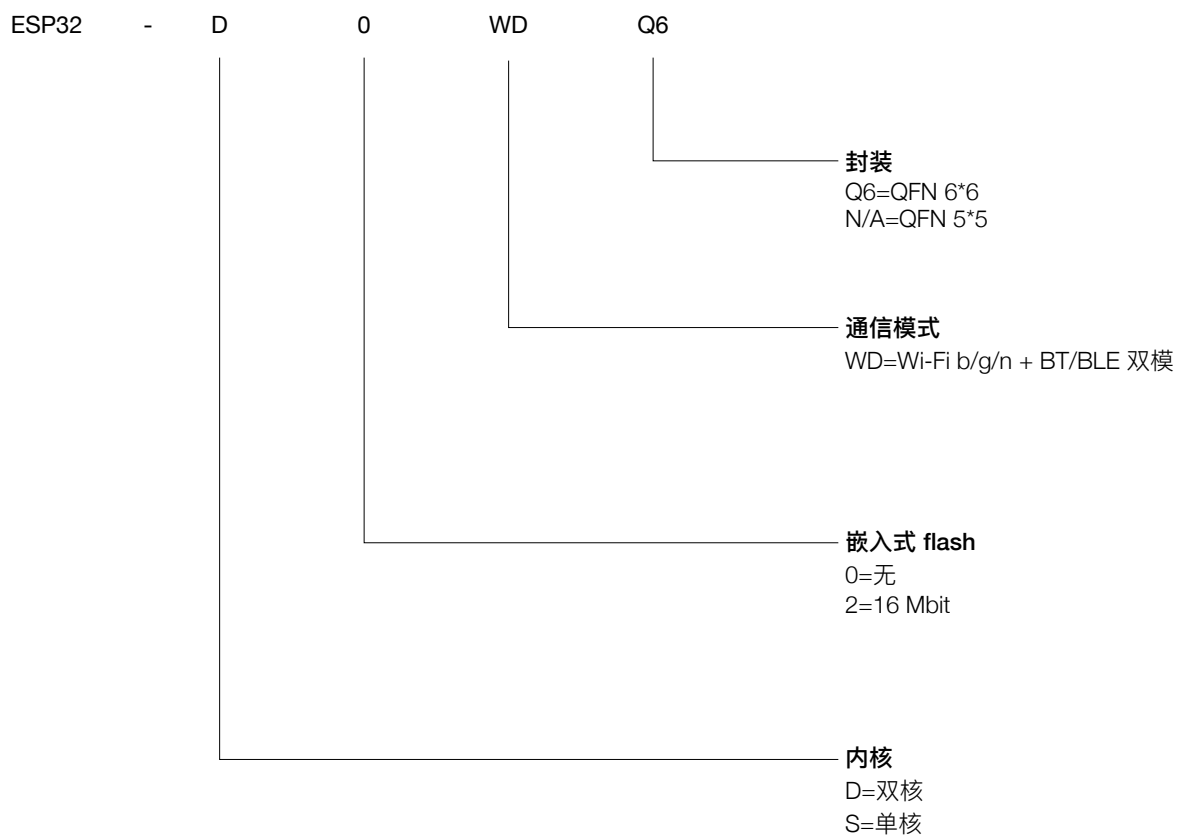 ESP32 - D 0 WD Q6
封装
Q6=QFN 6*6
N/A=QFN 5*5
通信模式
WD=Wi-Fi b/g/n + BT/BLE 双模
嵌入式 flash
0=无
2=16 Mbit
内核
D=双核
S=单核